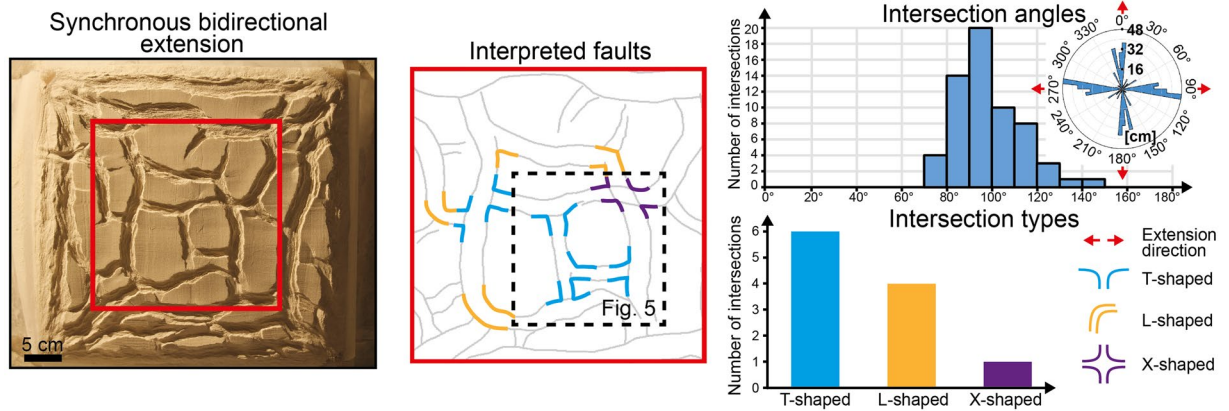 Synchronous bidirectional
extension
5 cm
Interpreted faults
Fig. 5
Intersection angles
Number of intersections
20
18
16
14
12
10
8
6
4
2
0
0°
20°
40°
60°
80°
100°
120°
140°
160°
180°
0°
30°
60°
90°
120°
150°
180°
210°
240°
270°
300°
330°
48
32
16
[cm]
Intersection types
Number of intersections
6
5
4
3
2
1
0
T-shaped
L-shaped
X-shaped
Extension
direction
T-shaped
L-shaped
X-shaped